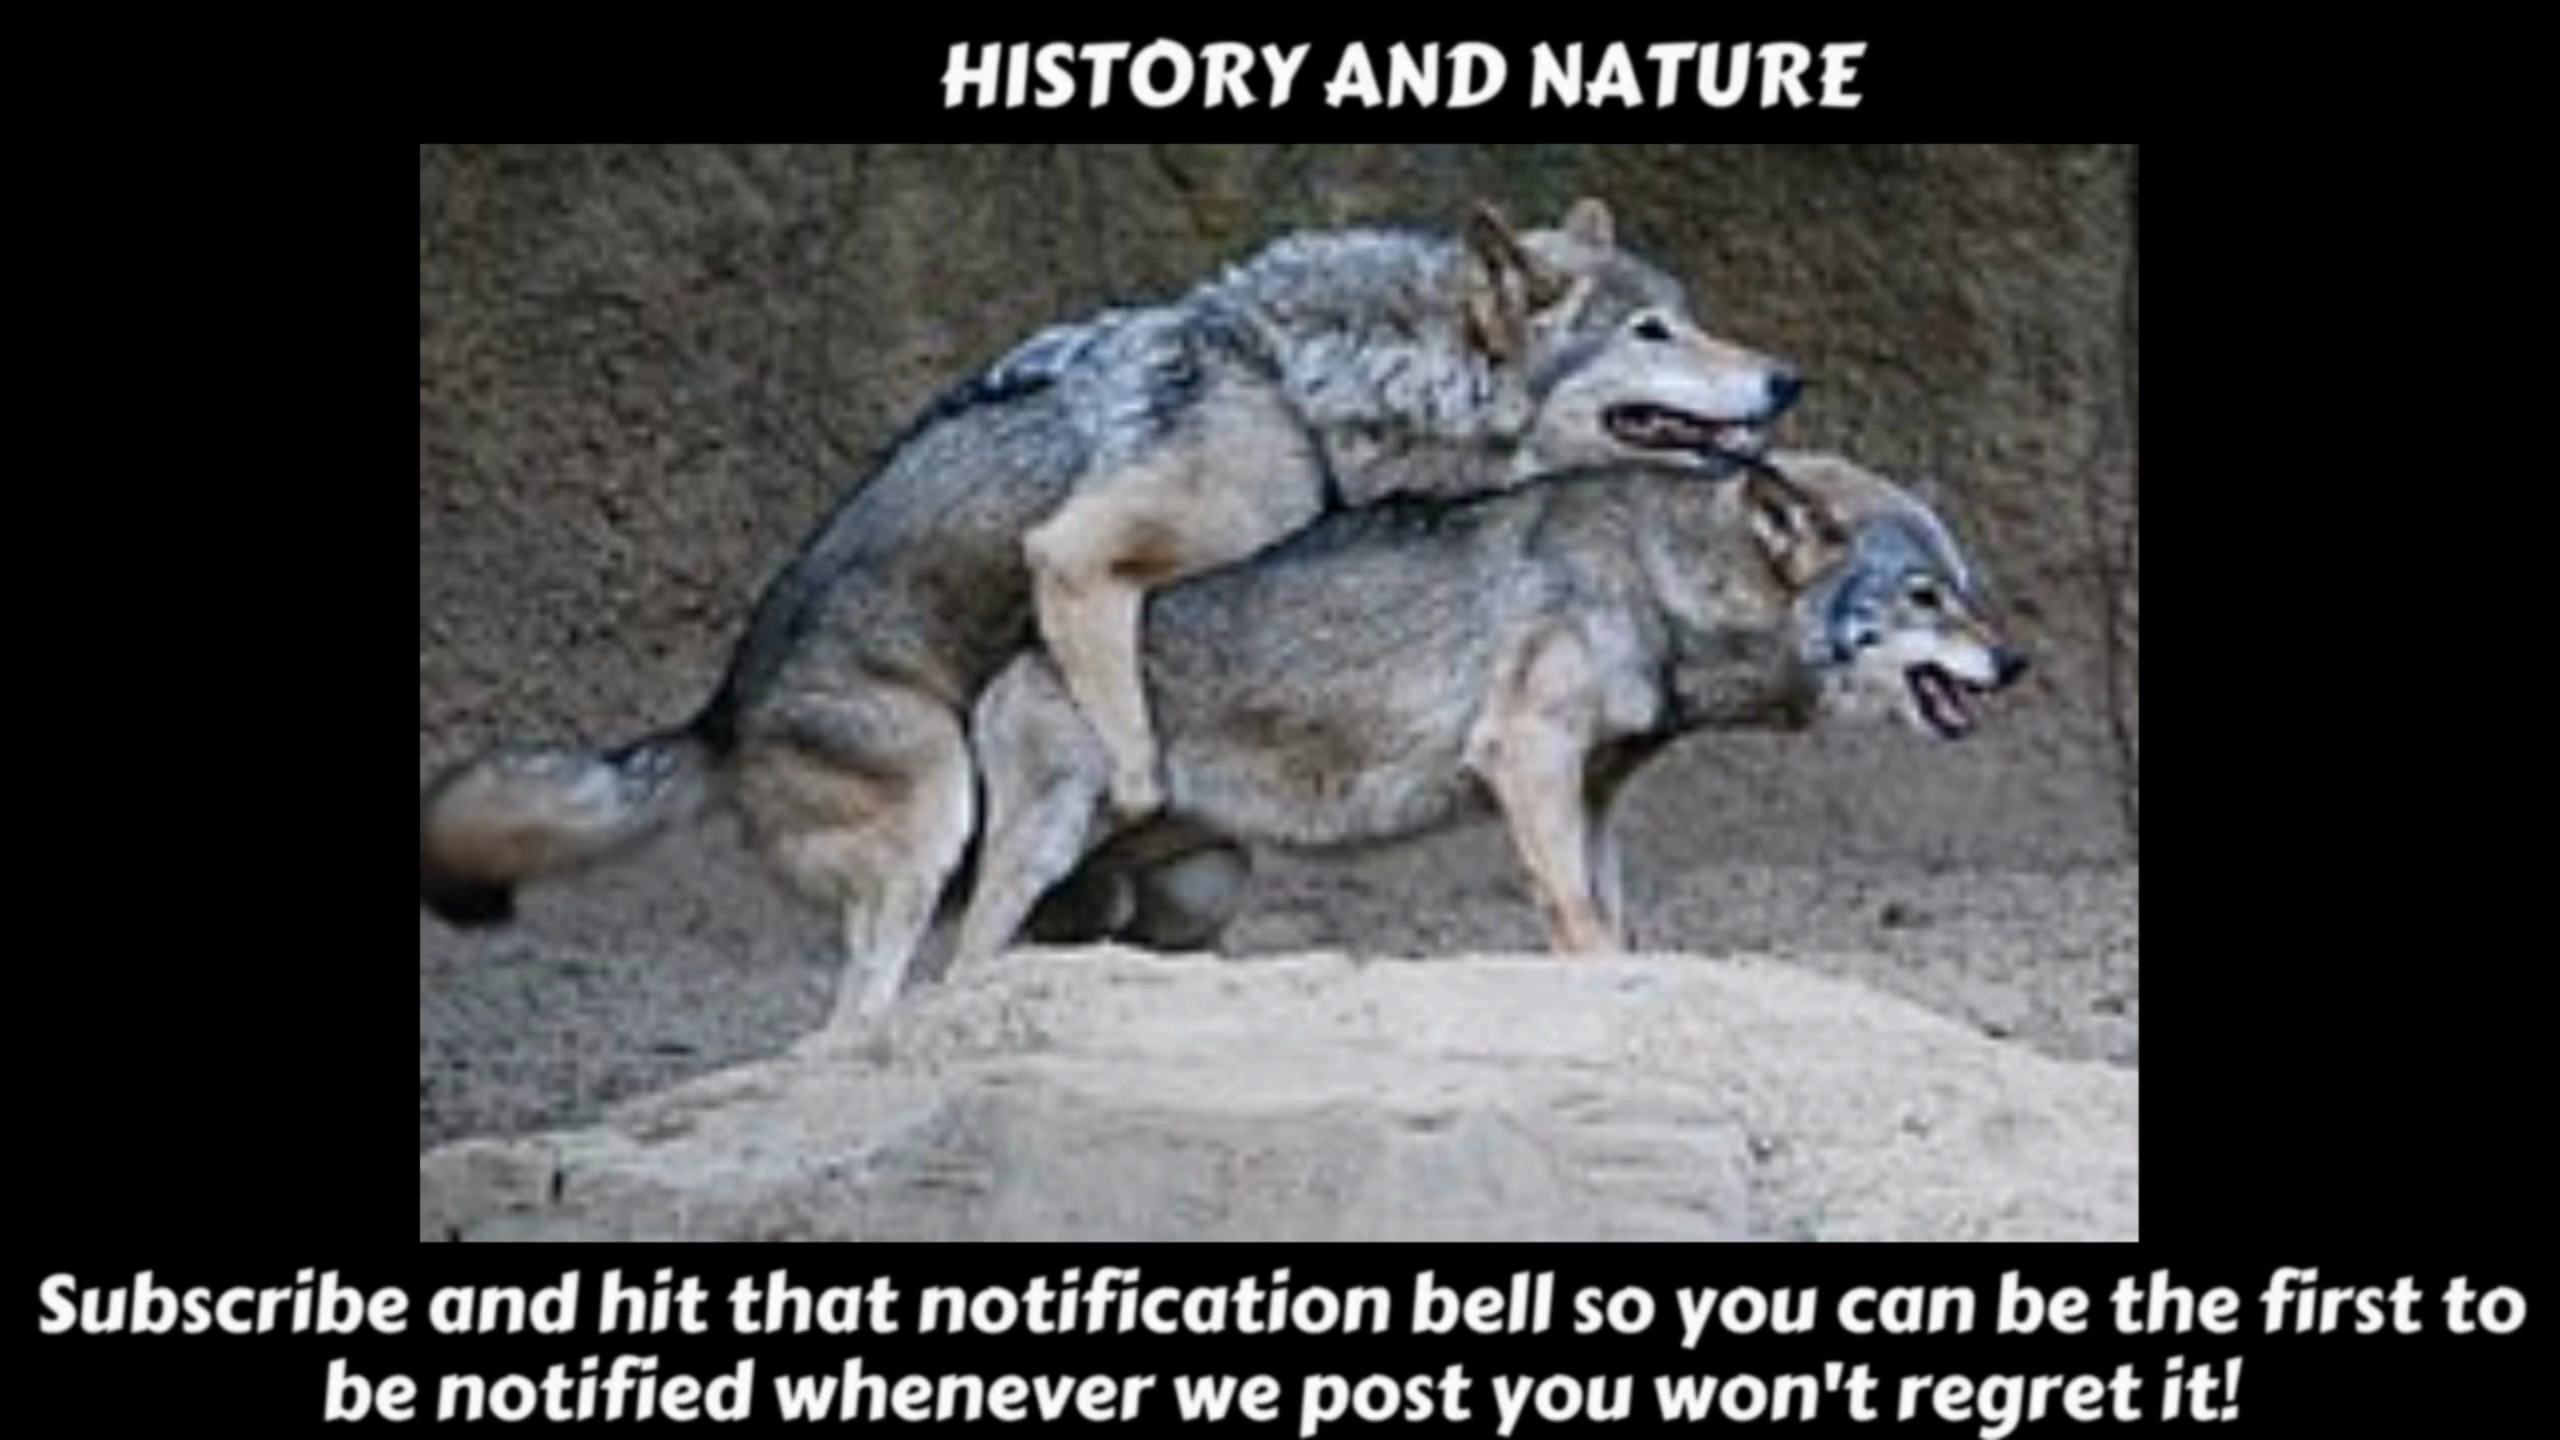 HISTORY AND NATURE
Subscribe and hit that notification bell so you can be the first to
be notified whenever we post you won't regret it!